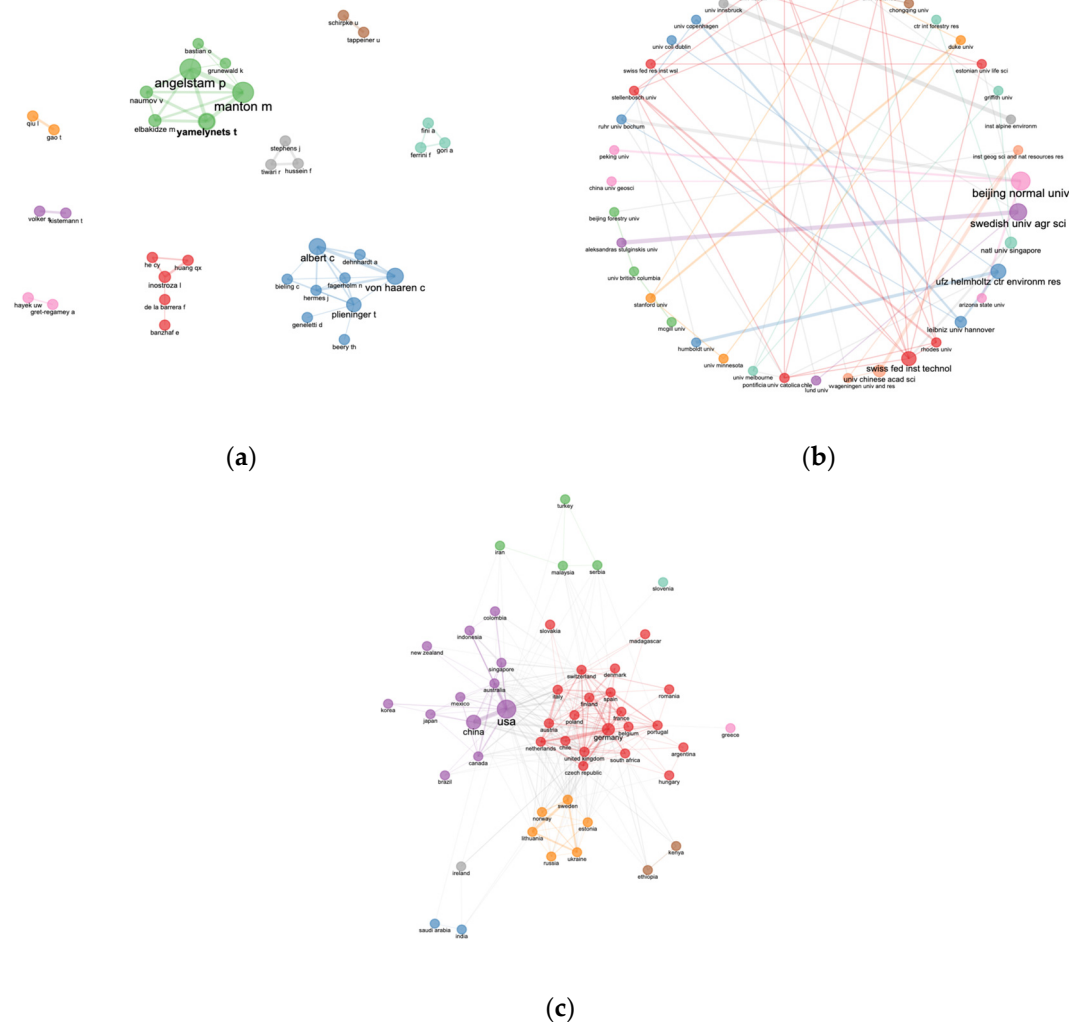 schirpke u
tappeiner u
bastian o
grunewald k
angelstam p
naumov v
manton m
elbakidze m
yamelynets t
qiu l
gao t
stephens j
tiwari r
hussein f
fini a
ferrini f
gori a
volker s
kistemann t
he cy
huang qx
inostroza l
de la barrera f
banzhaf e
hayek uw
gret-regamey a
albert c
dehnhardt a
bieling c
fagerholm n
von haaren c
hermes j
plieninger t
geneletti d
beery th
(a)
univ innsbruck
chongqing univ
univ copenhagen
ctr int forestry res
univ coll dublin
duke univ
swiss fed res inst wsl
estonian univ life sci
stellenbosch univ
griffith univ
ruhr univ bochum
inst alpine environm
peking univ
inst geog sci and nat resources res
china univ geosci
beijing normal univ
beijing forestry univ
swedish univ agr sci
aleksandras stulginskis univ
natl univ singapore
univ british columbia
ufz helmholtz ctr environm res
stanford univ
arizona state univ
mcgill univ
leibniz univ hannover
humboldt univ
rhodes univ
univ minnesota
swiss fed inst technol
univ melbourne
univ chinese acad sci
pontificia univ catolica chile
wageningen univ and res
lund univ
(b)
turkey
iran
malaysia
serbia
slovenia
colombia
indonesia
slovakia
madagascar
new zealand
singapore
switzerland
denmark
australia
italy
spain
romania
mexico
finland
korea
japan
usa
poland
france
china
austria
germany
belgium
portugal
greece
netherlands
chile
canada
united kingdom
south africa
argentina
czech republic
brazil
hungary
sweden
norway
estonia
lithuania
russia
ukraine
kenya
ireland
ethiopia
saudi arabia
india
(c)